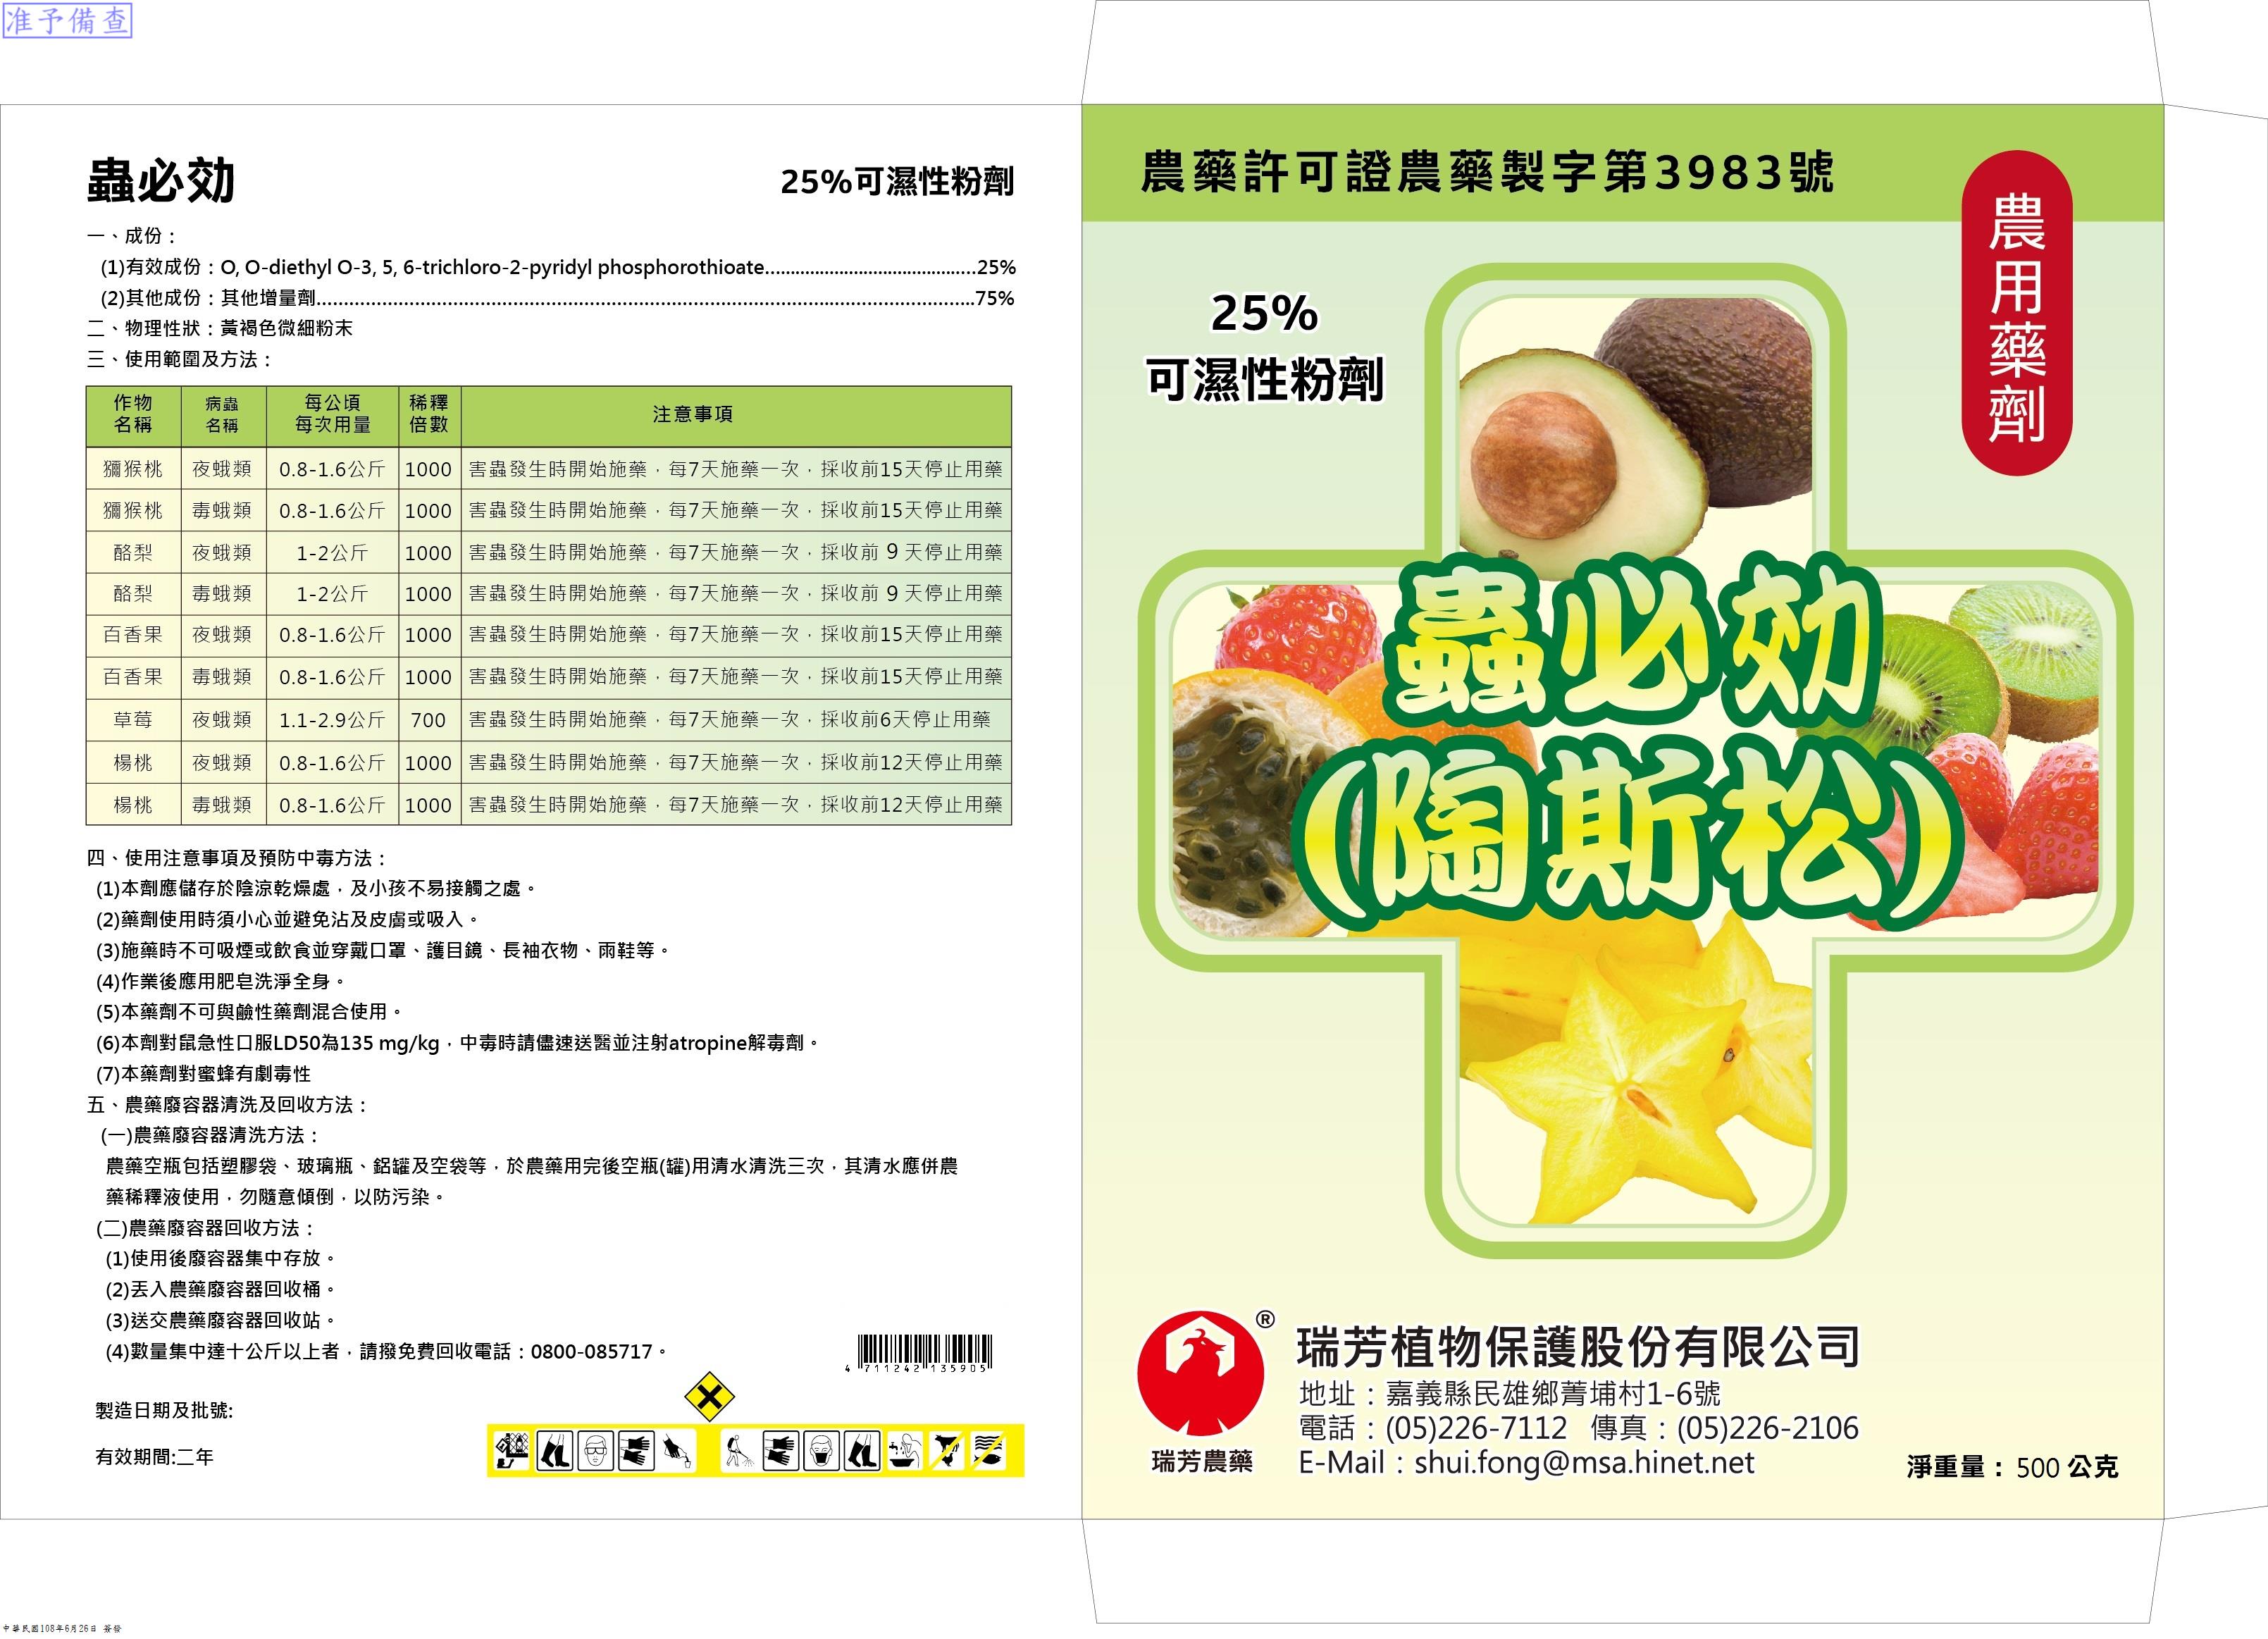 准予備查
蟲必効
25%可濕性粉劑
一、成份：
(1)有效成份：O, O-diethyl O-3, 5, 6-trichloro-2-pyridyl phosphorothioate..........................................25%
(2)其他成份：其他增量劑........................................................................................................................75%
二、物理性狀：黃褐色微細粉末
三、使用範圍及方法：
作物名稱 病蟲名稱 每公頃每次用量 稀釋倍數 注意事項
獼猴桃 夜蛾類 0.8-1.6公斤 1000 害蟲發生時開始施藥，每7天施藥一次，採收前15天停止用藥
獼猴桃 毒蛾類 0.8-1.6公斤 1000 害蟲發生時開始施藥，每7天施藥一次，採收前15天停止用藥
酪梨 夜蛾類 1-2公斤 1000 害蟲發生時開始施藥，每7天施藥一次，採收前 9 天停止用藥
酪梨 毒蛾類 1-2公斤 1000 害蟲發生時開始施藥，每7天施藥一次，採收前 9 天停止用藥
百香果 夜蛾類 0.8-1.6公斤 1000 害蟲發生時開始施藥，每7天施藥一次，採收前15天停止用藥
百香果 毒蛾類 0.8-1.6公斤 1000 害蟲發生時開始施藥，每7天施藥一次，採收前15天停止用藥
草莓 夜蛾類 1.1-2.9公斤 700 害蟲發生時開始施藥，每7天施藥一次，採收前6天停止用藥
楊桃 夜蛾類 0.8-1.6公斤 1000 害蟲發生時開始施藥，每7天施藥一次，採收前12天停止用藥
楊桃 毒蛾類 0.8-1.6公斤 1000 害蟲發生時開始施藥，每7天施藥一次，採收前12天停止用藥
四、使用注意事項及預防中毒方法：
(1)本劑應儲存於陰涼乾燥處，及小孩不易接觸之處。
(2)藥劑使用時須小心並避免沾及皮膚或吸入。
(3)施藥時不可吸煙或飲食並穿戴口罩、護目鏡、長袖衣物、雨鞋等。
(4)作業後應用肥皂洗淨全身。
(5)本藥劑不可與鹼性藥劑混合使用。
(6)本劑對鼠急性口服LD50為135 mg/kg，中毒時請儘速送醫並注射atropine解毒劑。
(7)本藥劑對蜜蜂有劇毒性
五、農藥廢容器清洗及回收方法：
(一)農藥廢容器清洗方法：
農藥空瓶包括塑膠袋、玻璃瓶、鋁罐及空袋等，於農藥用完後空瓶(罐)用清水清洗三次，其清水應併農
藥稀釋液使用，勿隨意傾倒，以防污染。
(二)農藥廢容器回收方法：
(1)使用後廢容器集中存放。
(2)丟入農藥廢容器回收桶。
(3)送交農藥廢容器回收站。
(4)數量集中達十公斤以上者，請撥免費回收電話：0800-085717。
4 711242 135905
製造日期及批號:
有效期間:二年
農藥許可證農藥製字第3983號
農用藥劑
25%
可濕性粉劑
蟲必効
(陶斯松)
®
瑞芳農藥
瑞芳植物保護股份有限公司
地址：嘉義縣民雄鄉菁埔村1-6號
電話：(05)226-7112 傳真：(05)226-2106
E-Mail：shui.fong@msa.hinet.net
淨重量： 500 公克
中華民國108年6月26日 簽發